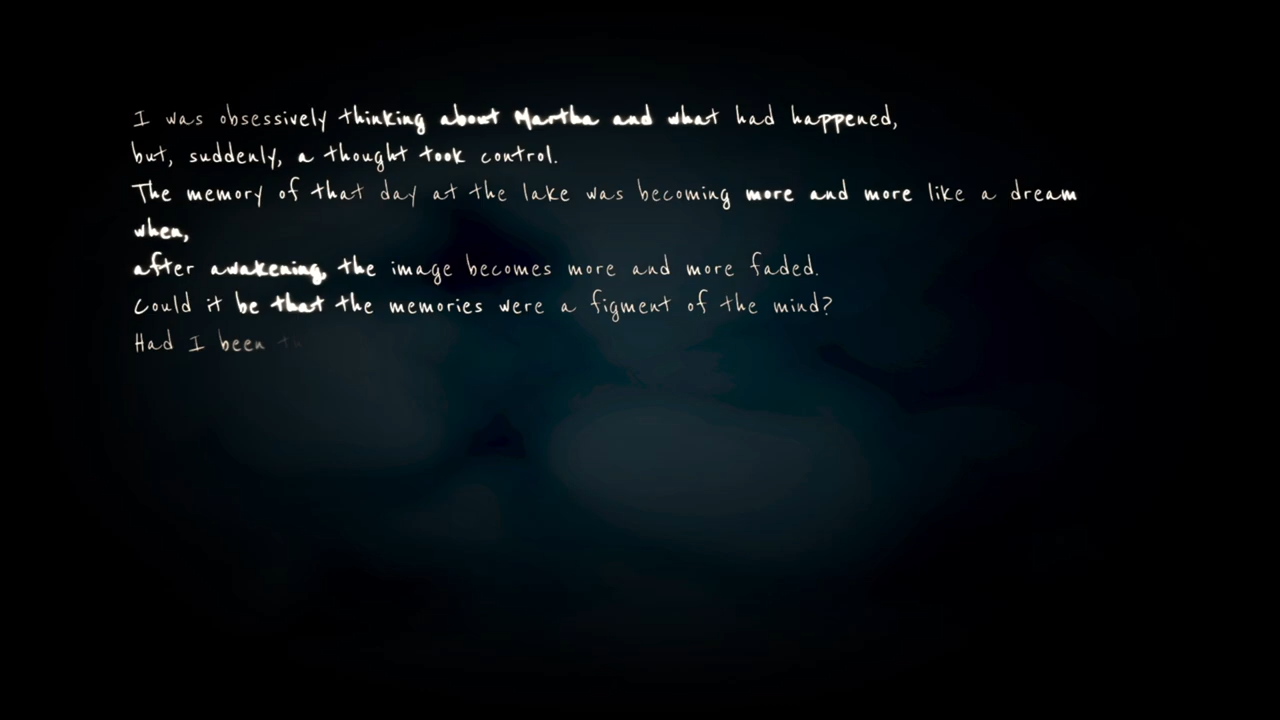 I was obsessively thinking about Martha and what had happened,
but, suddenly, a thought took control.
The memory of that day at the lake was becoming more and more like a dream
when,
after awakening, the image becomes more and more faded.
Could it be that the memories were a figment of the mind?
Had I been